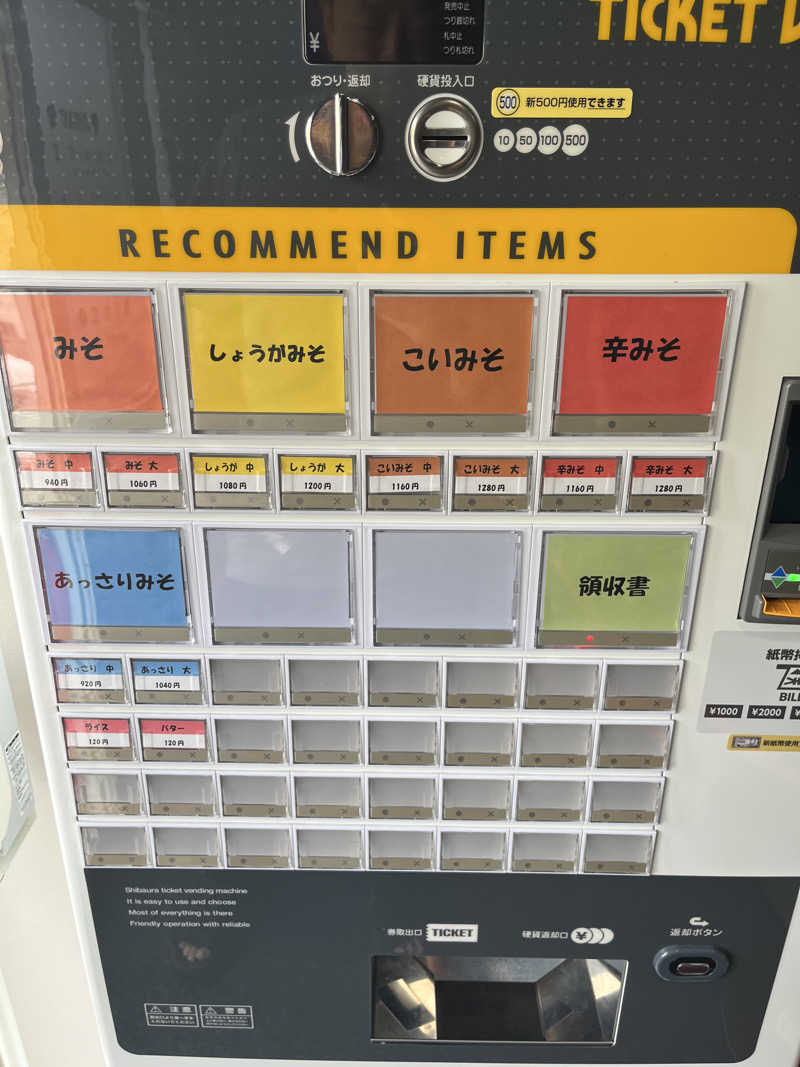 発売中止
つり銭切れ
札中止
つり札切れ
¥
TICKET
おつり・返却
硬貨投入口
500 新500円使用できます
10 50 100 500
RECOMMEND ITEMS
みそ
しょうがみそ
こいみそ
辛みそ
みそ 中
940円
みそ 大
1060円
しょうが 中
1080円
しょうが 大
1200円
こいみそ 中
1160円
こいみそ 大
1280円
辛みそ 中
1160円
辛みそ 大
1280円
あっさりみそ
領収書
あっさり 中
920円
あっさり 大
1040円
紙幣
BILL
¥1000 ¥2000
新紙幣使用
ライス
120円
バター
120円
Shibaura ticket vending machine
It is easy to use and choose
Most of everything is there
Friendly operation with reliable
券取出口 TICKET
硬貨返却口 ¥
返却ボタン
注意
警告